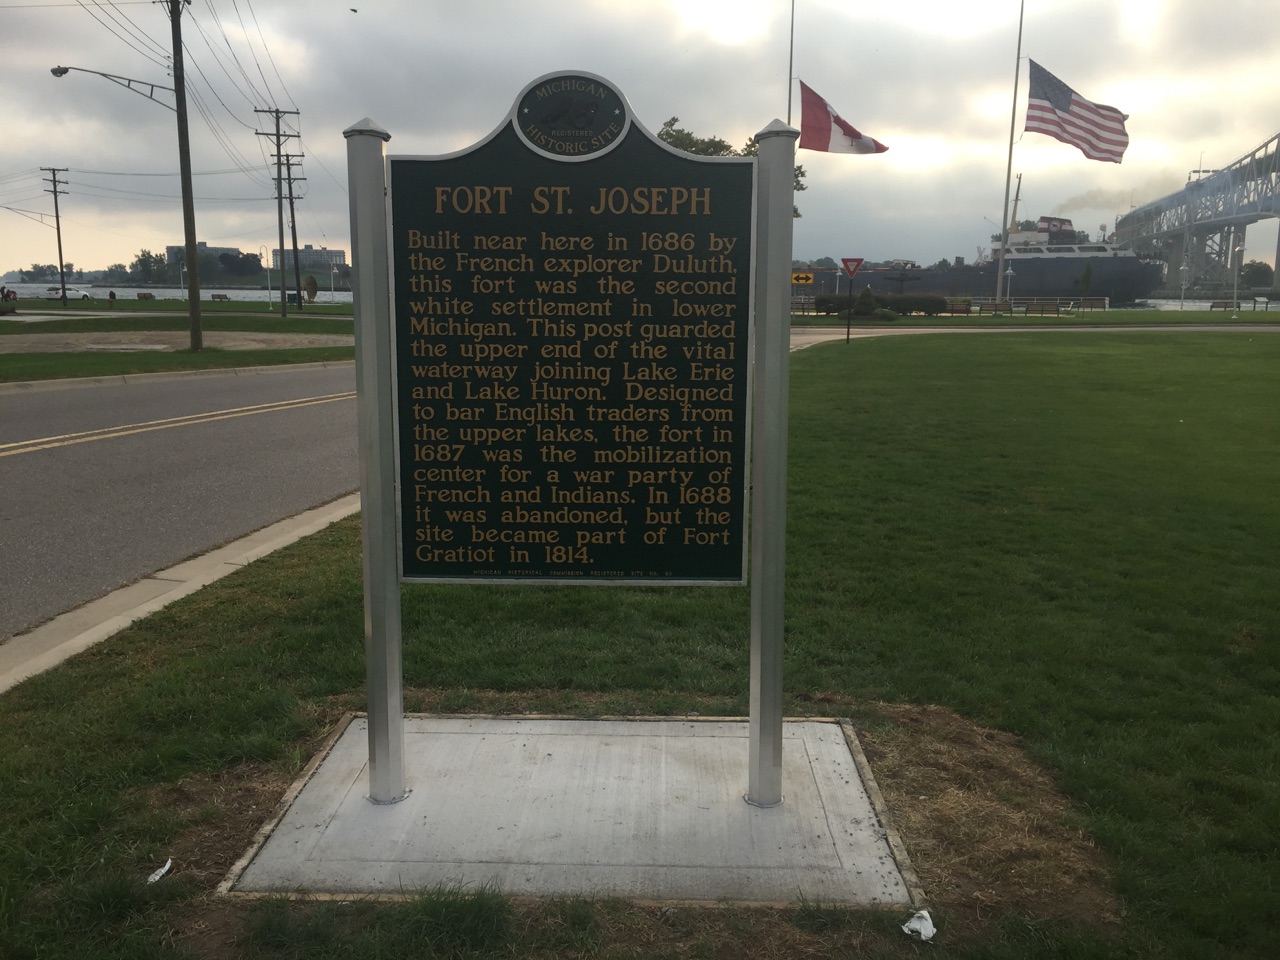 MICHIGAN
REGISTERED
HISTORIC SITE
FORT ST. JOSEPH
Built near here in 1686 by
the French explorer Duluth,
this fort was the second
white settlement in lower
Michigan. This post guarded
the upper end of the vital
waterway joining Lake Erie
and Lake Huron. Designed
to bar English traders from
the upper lakes, the fort in
1687 was the mobilization
center for a war party of
French and Indians. In 1688
it was abandoned, but the
site became part of Fort
Gratiot in 1814.
MICHIGAN HISTORICAL COMMISSION REGISTERED SITE NO.